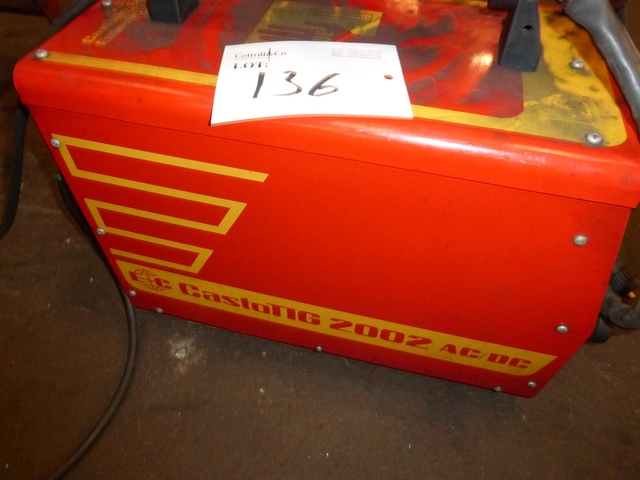 Cottrill & Co.
LOT:
136
E+C CastoTIG 2002 AC/DC